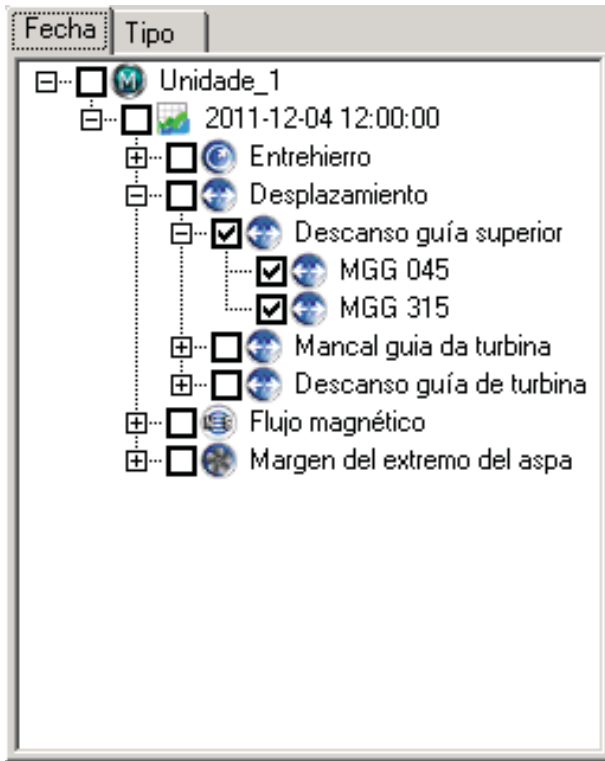 Fecha Tipo
Unidade_1
2011-12-04 12:00:00
Entrehierro
Desplazamiento
Descanso guía superior
MGG 045
MGG 315
Mancal guia da turbina
Descanso guía de turbina
Flujo magnético
Margen del extremo del aspa